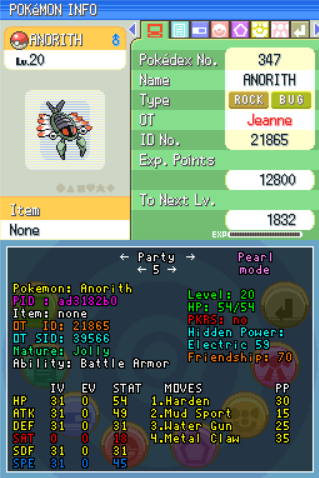 POKéMON INFO
ANORITH ♂
Lv.20
Pokédex No. 347
Name ANORITH
Type ROCK BUG
OT Jeanne
ID No. 21865
Exp. Points
12800
To Next Lv.
1832
EXP
Item
None
← Party → Pearl
← 5 → mode
Pokemon: Anorith
PID : ad3182b0
Item: none
OT ID: 21865
OT SID: 39566
Nature: Jolly
Ability: Battle Armor
Level: 20
HP: 54/54
PKRS: no
Hidden Power:
Electric 59
Friendship: 70
IV EV STAT MOVES PP
HP 31 0 54 1.Harden 30
ATK 31 0 49 2.Mud Sport 15
DEF 31 0 31 3.Water Gun 25
SAT 0 0 18 4.Metal Claw 35
SDF 31 0 31
SPE 31 0 45